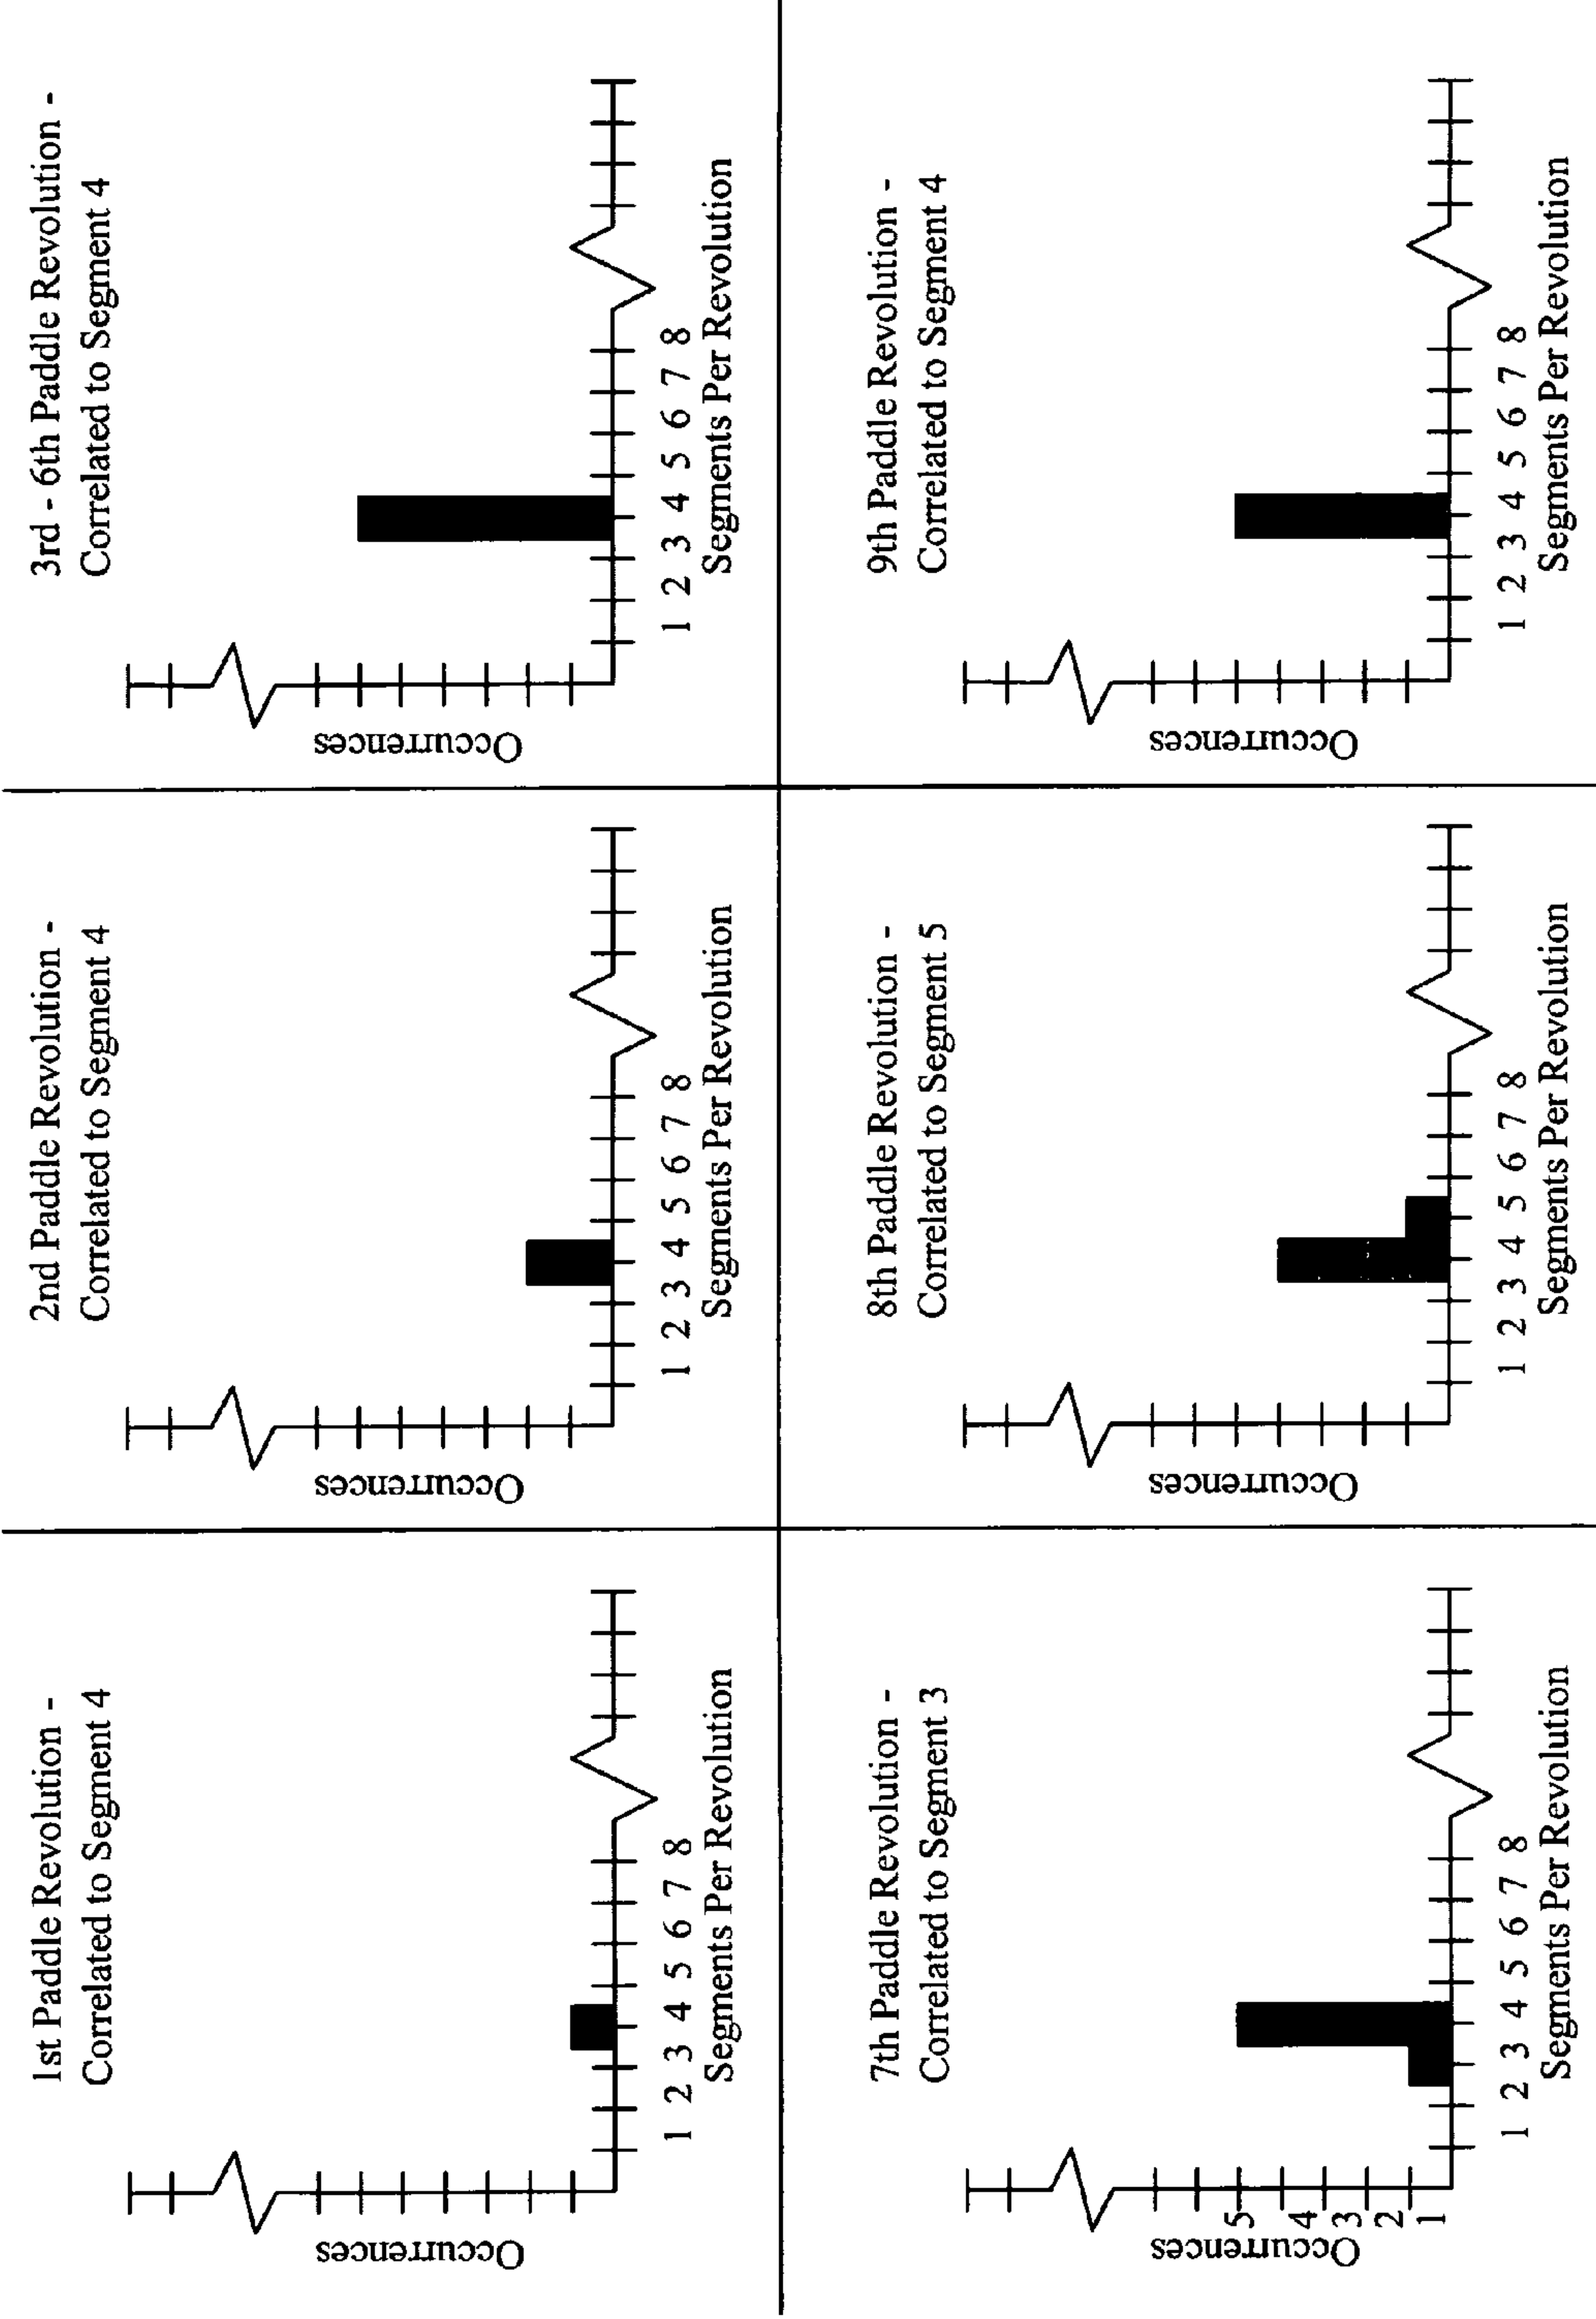 1st Paddle Revolution -
Correlated to Segment 4
Occurrences
1 2 3 4 5 6 7 8
Segments Per Revolution
2nd Paddle Revolution -
Correlated to Segment 4
Occurrences
1 2 3 4 5 6 7 8
Segments Per Revolution
3rd - 6th Paddle Revolution -
Correlated to Segment 4
Occurrences
1 2 3 4 5 6 7 8
Segments Per Revolution
7th Paddle Revolution -
Correlated to Segment 3
Occurrences
5
4
3
2
1
1 2 3 4 5 6 7 8
Segments Per Revolution
8th Paddle Revolution -
Correlated to Segment 5
Occurrences
1 2 3 4 5 6 7 8
Segments Per Revolution
9th Paddle Revolution -
Correlated to Segment 4
Occurrences
1 2 3 4 5 6 7 8
Segments Per Revolution